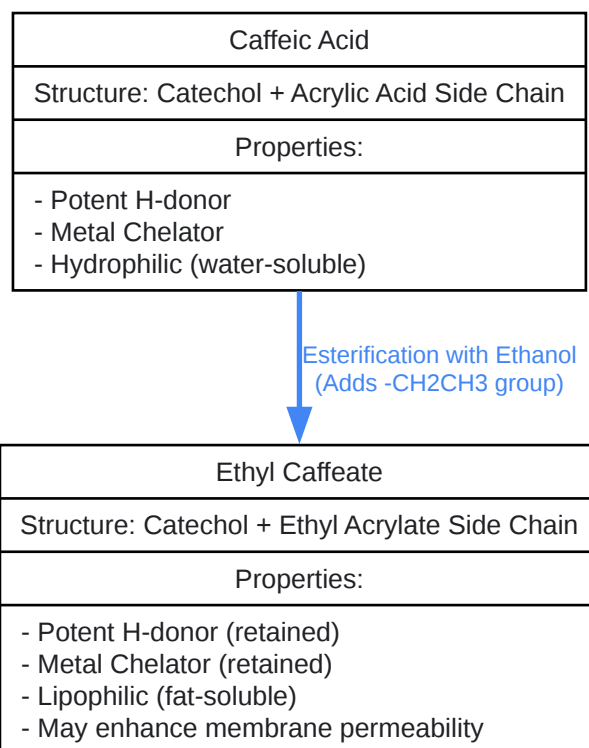 Caffeic Acid
Structure: Catechol + Acrylic Acid Side Chain
Properties:
- Potent H-donor
- Metal Chelator
- Hydrophilic (water-soluble)
Esterification with Ethanol
(Adds -CH2CH3 group)
Ethyl Caffeate
Structure: Catechol + Ethyl Acrylate Side Chain
Properties:
- Potent H-donor (retained)
- Metal Chelator (retained)
- Lipophilic (fat-soluble)
- May enhance membrane permeability